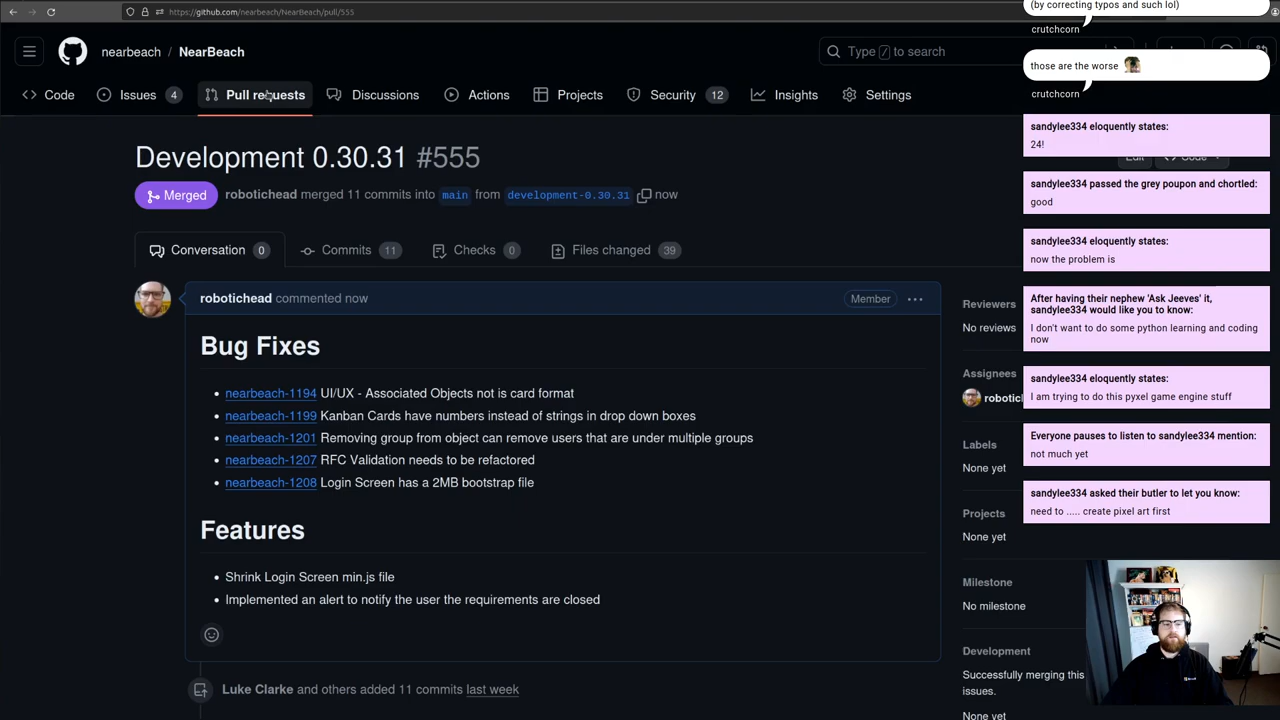 https://github.com/nearbeach/NearBeach/pull/555
nearbeach / NearBeach
Type / to search
Code
Issues 4
Pull requests
Discussions
Actions
Projects
Security 12
Insights
Settings
Development 0.30.31 #555
Edit
Code
Merged
robotichead merged 11 commits into main from development-0.30.31 now
Conversation 0
Commits 11
Checks 0
Files changed 39
robotichead commented now
Member
Bug Fixes
nearbeach-1194 UI/UX - Associated Objects not is card format
nearbeach-1199 Kanban Cards have numbers instead of strings in drop down boxes
nearbeach-1201 Removing group from object can remove users that are under multiple groups
nearbeach-1207 RFC Validation needs to be refactored
nearbeach-1208 Login Screen has a 2MB bootstrap file
Features
Shrink Login Screen min.js file
Implemented an alert to notify the user the requirements are closed
Luke Clarke and others added 11 commits last week
Reviewers
No reviews
Assignees
robotic
Labels
None yet
Projects
None yet
Milestone
No milestone
Development
Successfully merging this
issues.
None yet
(by correcting typos and such lol)
crutchcorn
those are the worse
crutchcorn
sandylee334 eloquently states:
24!
sandylee334 passed the grey poupon and chortled:
good
sandylee334 eloquently states:
now the problem is
After having their nephew 'Ask Jeeves' it,
sandylee334 would like you to know:
I don't want to do some python learning and coding
now
sandylee334 eloquently states:
I am trying to do this pyxel game engine stuff
Everyone pauses to listen to sandylee334 mention:
not much yet
sandylee334 asked their butler to let you know:
need to ..... create pixel art first